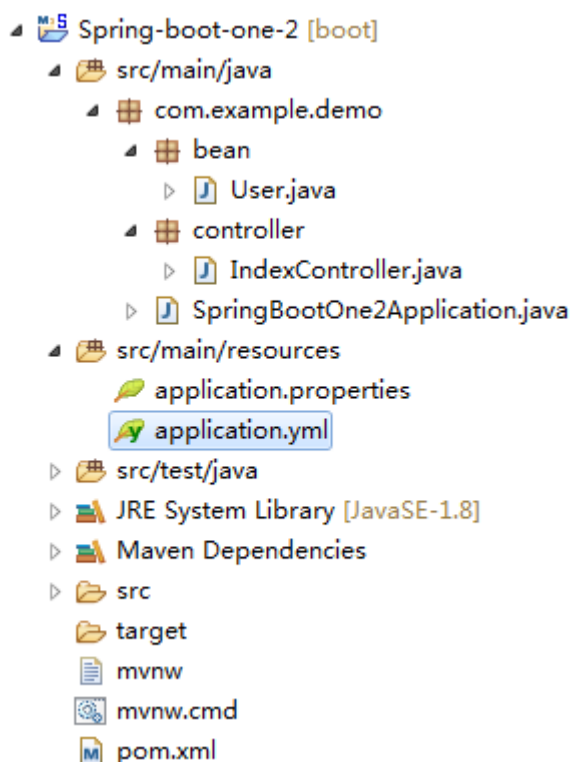 Spring-boot-one-2 [boot]
src/main/java
com.example.demo
bean
User.java
controller
IndexController.java
SpringBootOne2Application.java
src/main/resources
application.properties
application.yml
src/test/java
JRE System Library [JavaSE-1.8]
Maven Dependencies
src
target
mvnw
mvnw.cmd
pom.xml